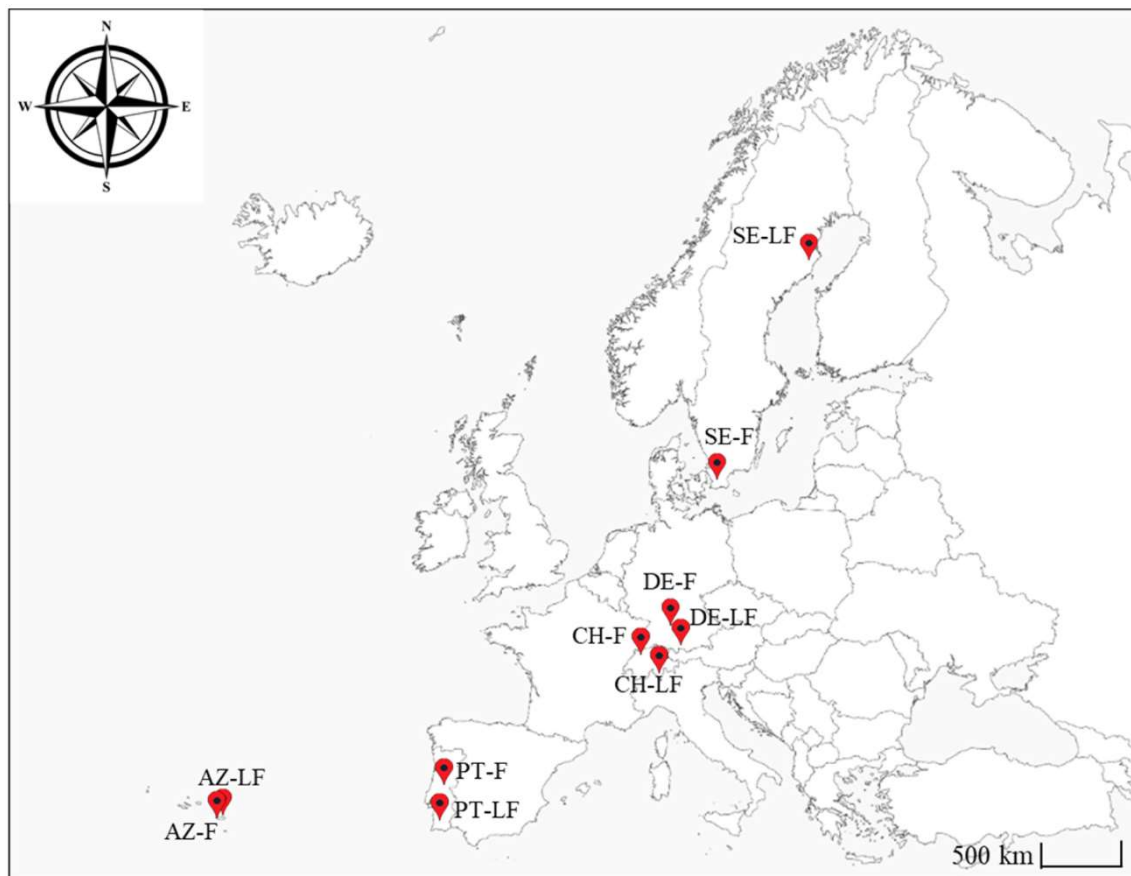 N
W E
S
SE-LF
SE-F
DE-F
DE-LF
CH-F
CH-LF
PT-F
AZ-LF
PT-LF
AZ-F
500 km